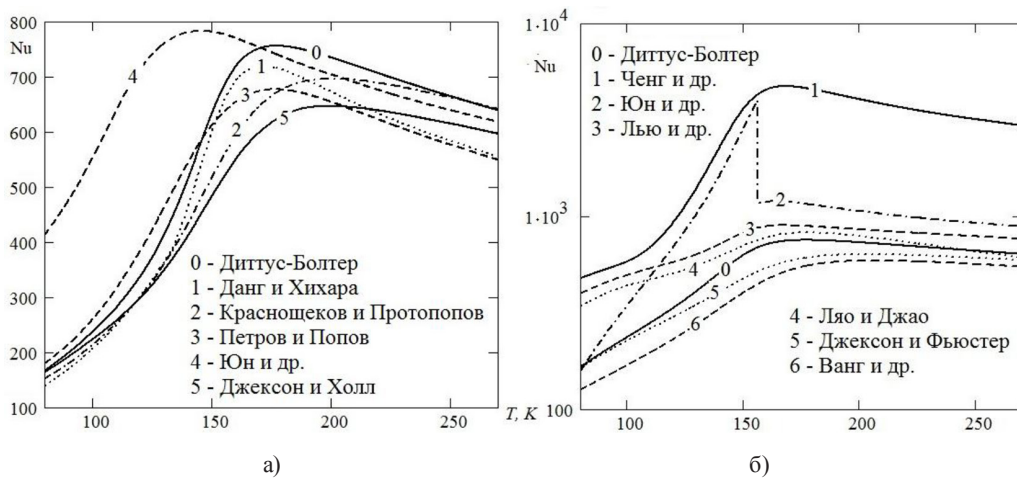 800
Nu
700
600
500
400
300
200
100
100
150
200
250
T, K
4
0
1
3
2
5
0 - Диттус-Болтер
1 - Данг и Хихара
2 - Краснощеков и Протопопов
3 - Петров и Попов
4 - Юн и др.
5 - Джексон и Холл
а)
1·10⁴
Nu
1·10³
100
100
150
200
250
0 - Диттус-Болтер
1 - Ченг и др.
2 - Юн и др.
3 - Лью и др.
1
2
3
4
0
5
6
4 - Ляо и Джао
5 - Джексон и Фьюстер
6 - Ванг и др.
б)